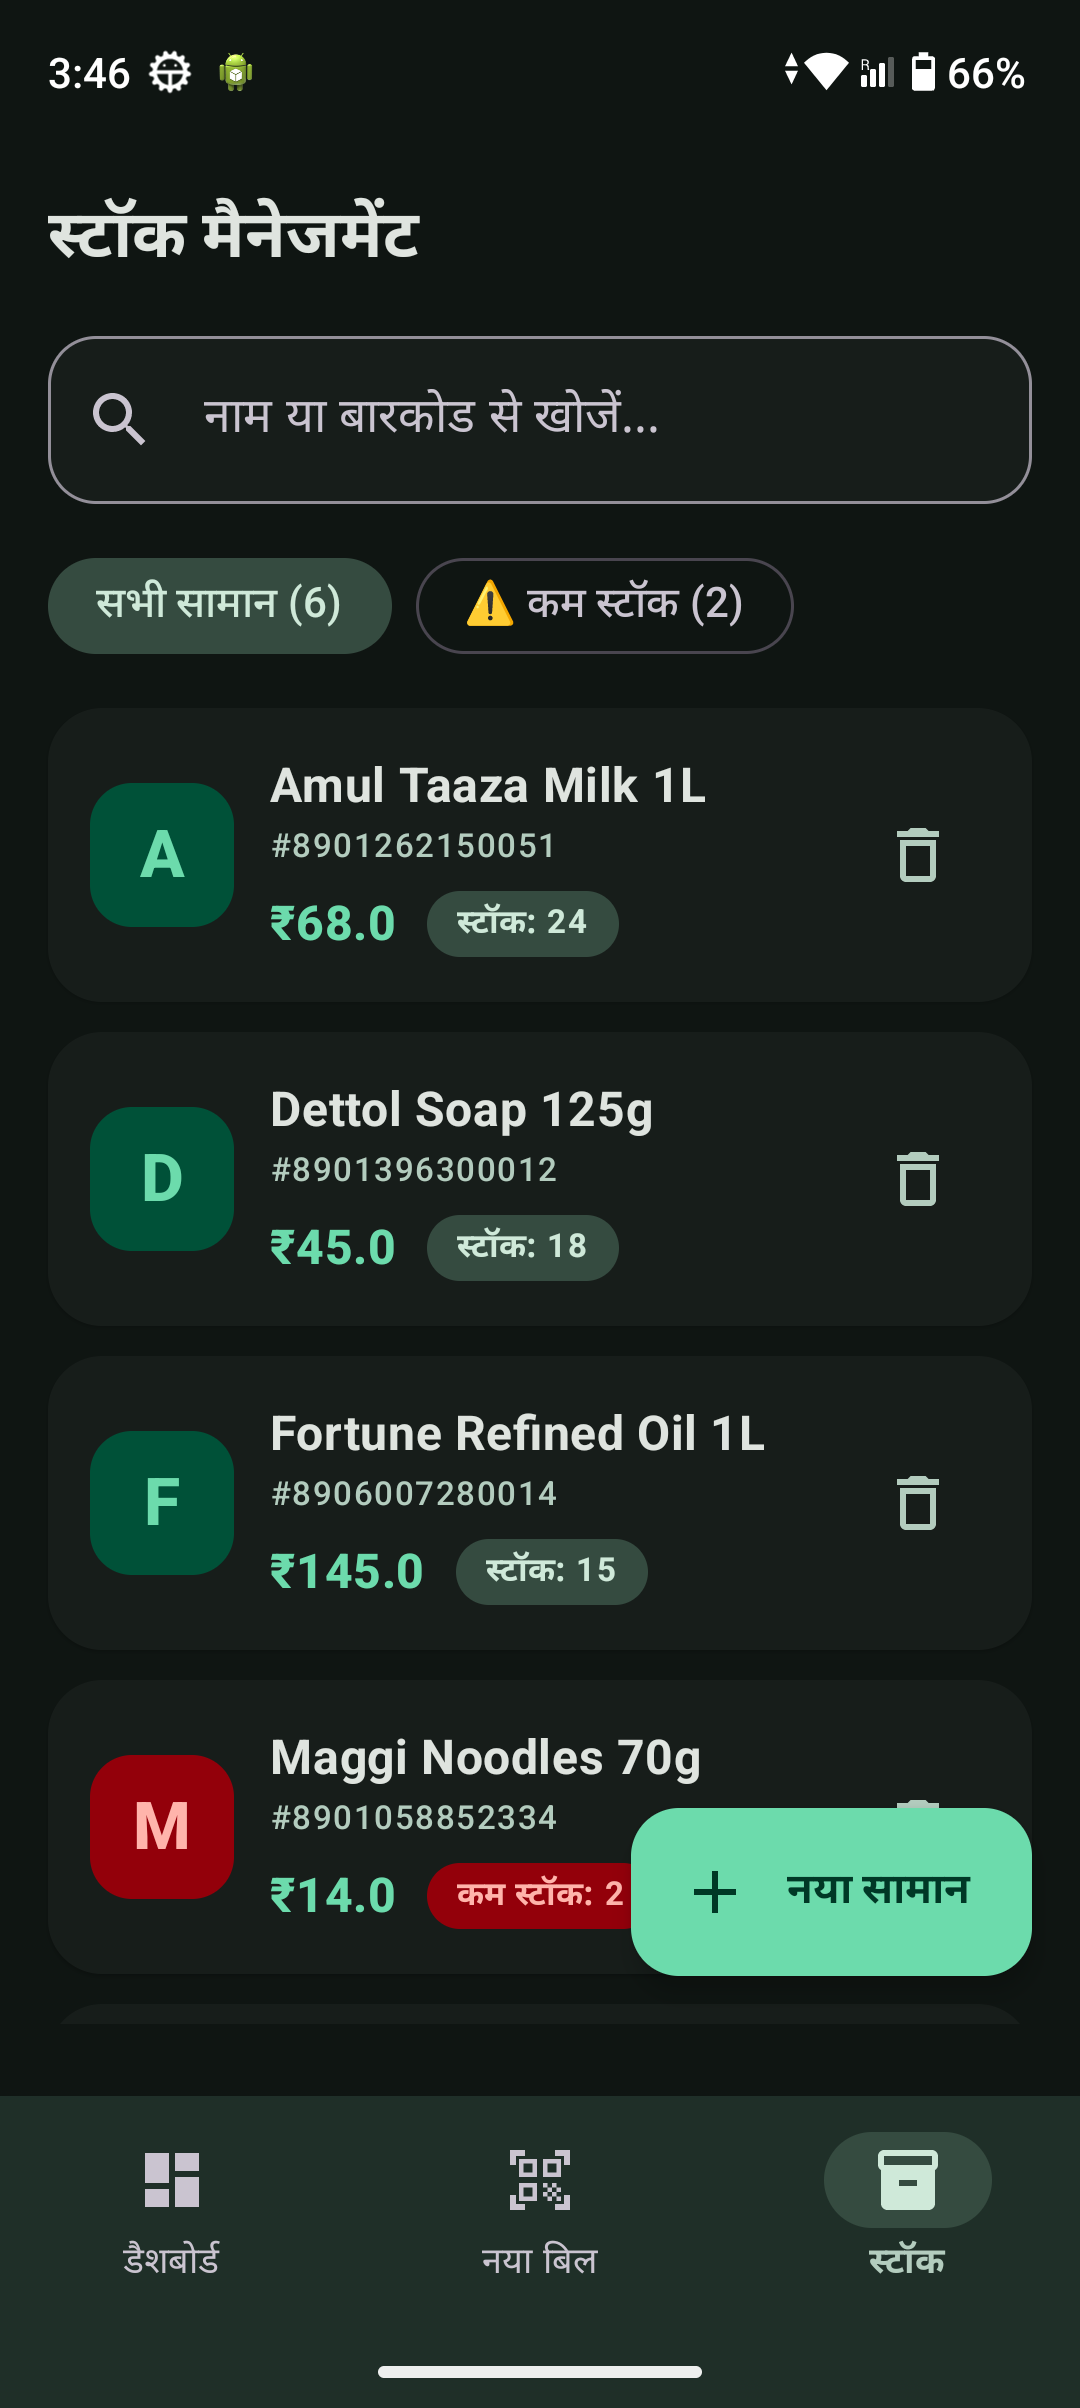 3:46
66%
स्टॉक मैनेजमेंट
नाम या बारकोड से खोजें...
सभी सामान (6)
⚠️ कम स्टॉक (2)
A
Amul Taaza Milk 1L
#8901262150051
₹68.0
स्टॉक: 24
D
Dettol Soap 125g
#8901396300012
₹45.0
स्टॉक: 18
F
Fortune Refined Oil 1L
#8906007280014
₹145.0
स्टॉक: 15
M
Maggi Noodles 70g
#8901058852334
₹14.0
कम स्टॉक: 2
+ नया सामान
डैशबोर्ड
नया बिल
स्टॉक